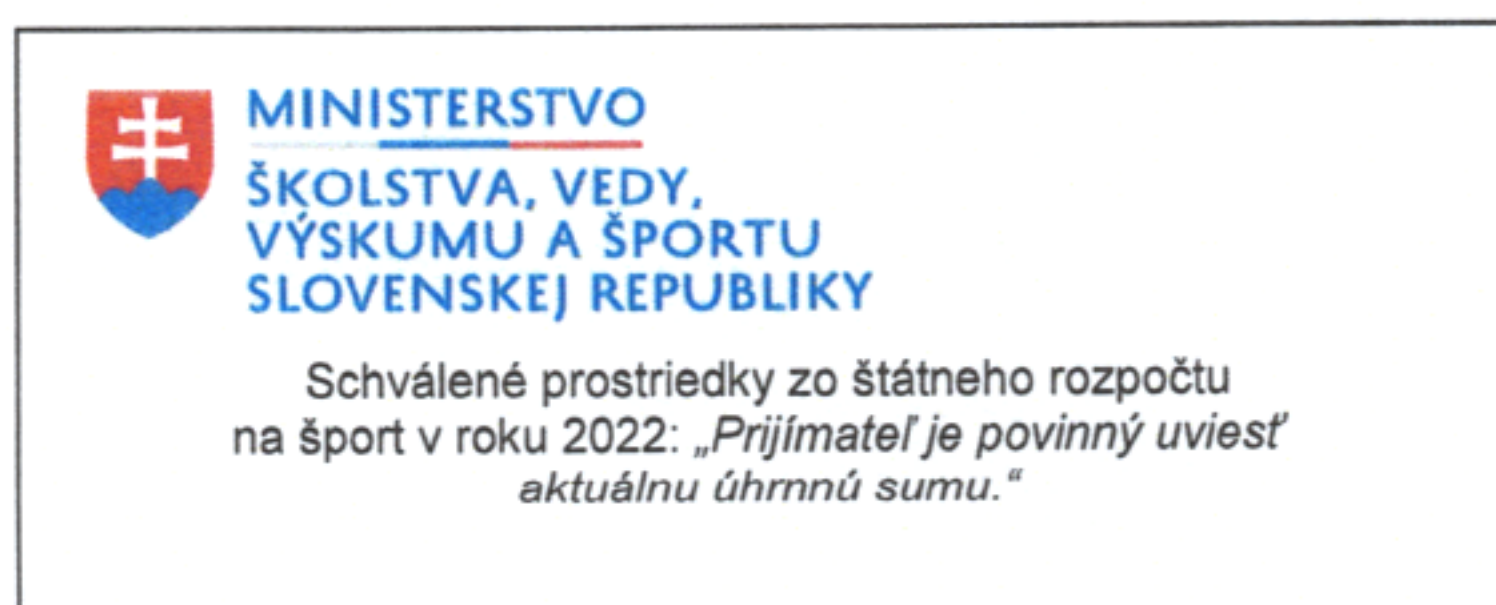 MINISTERSTVO
ŠKOLSTVA, VEDY,
VÝSKUMU A ŠPORTU
SLOVENSKEJ REPUBLIKY
Schválené prostriedky zo štátneho rozpočtu
na šport v roku 2022: „Prijímateľ je povinný uviesť
aktuálnu úhrnnú sumu.“